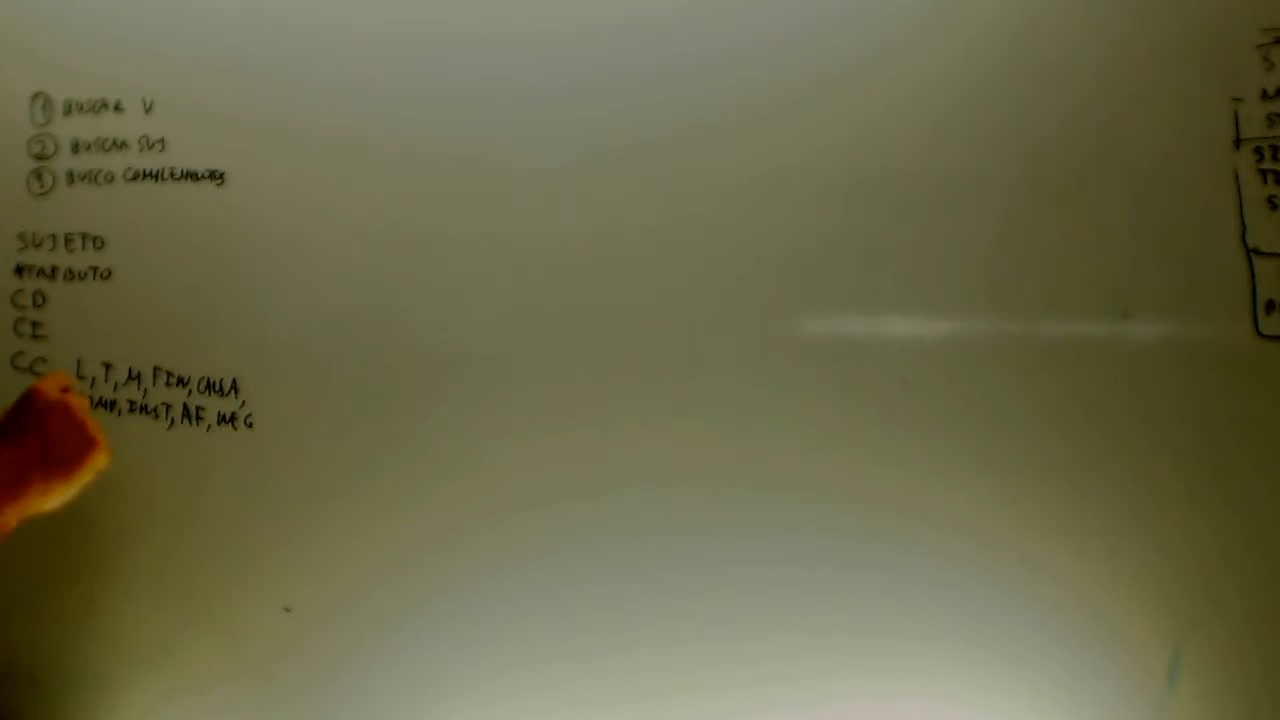 ① BUSCAR V
② BUSCAR SUJ
③ BUSCO COMPLEMENTOS
SUJETO
ATRIBUTO
CD
CI
CC L, T, M, FIN, CAUSA,
INST, AF, NEG